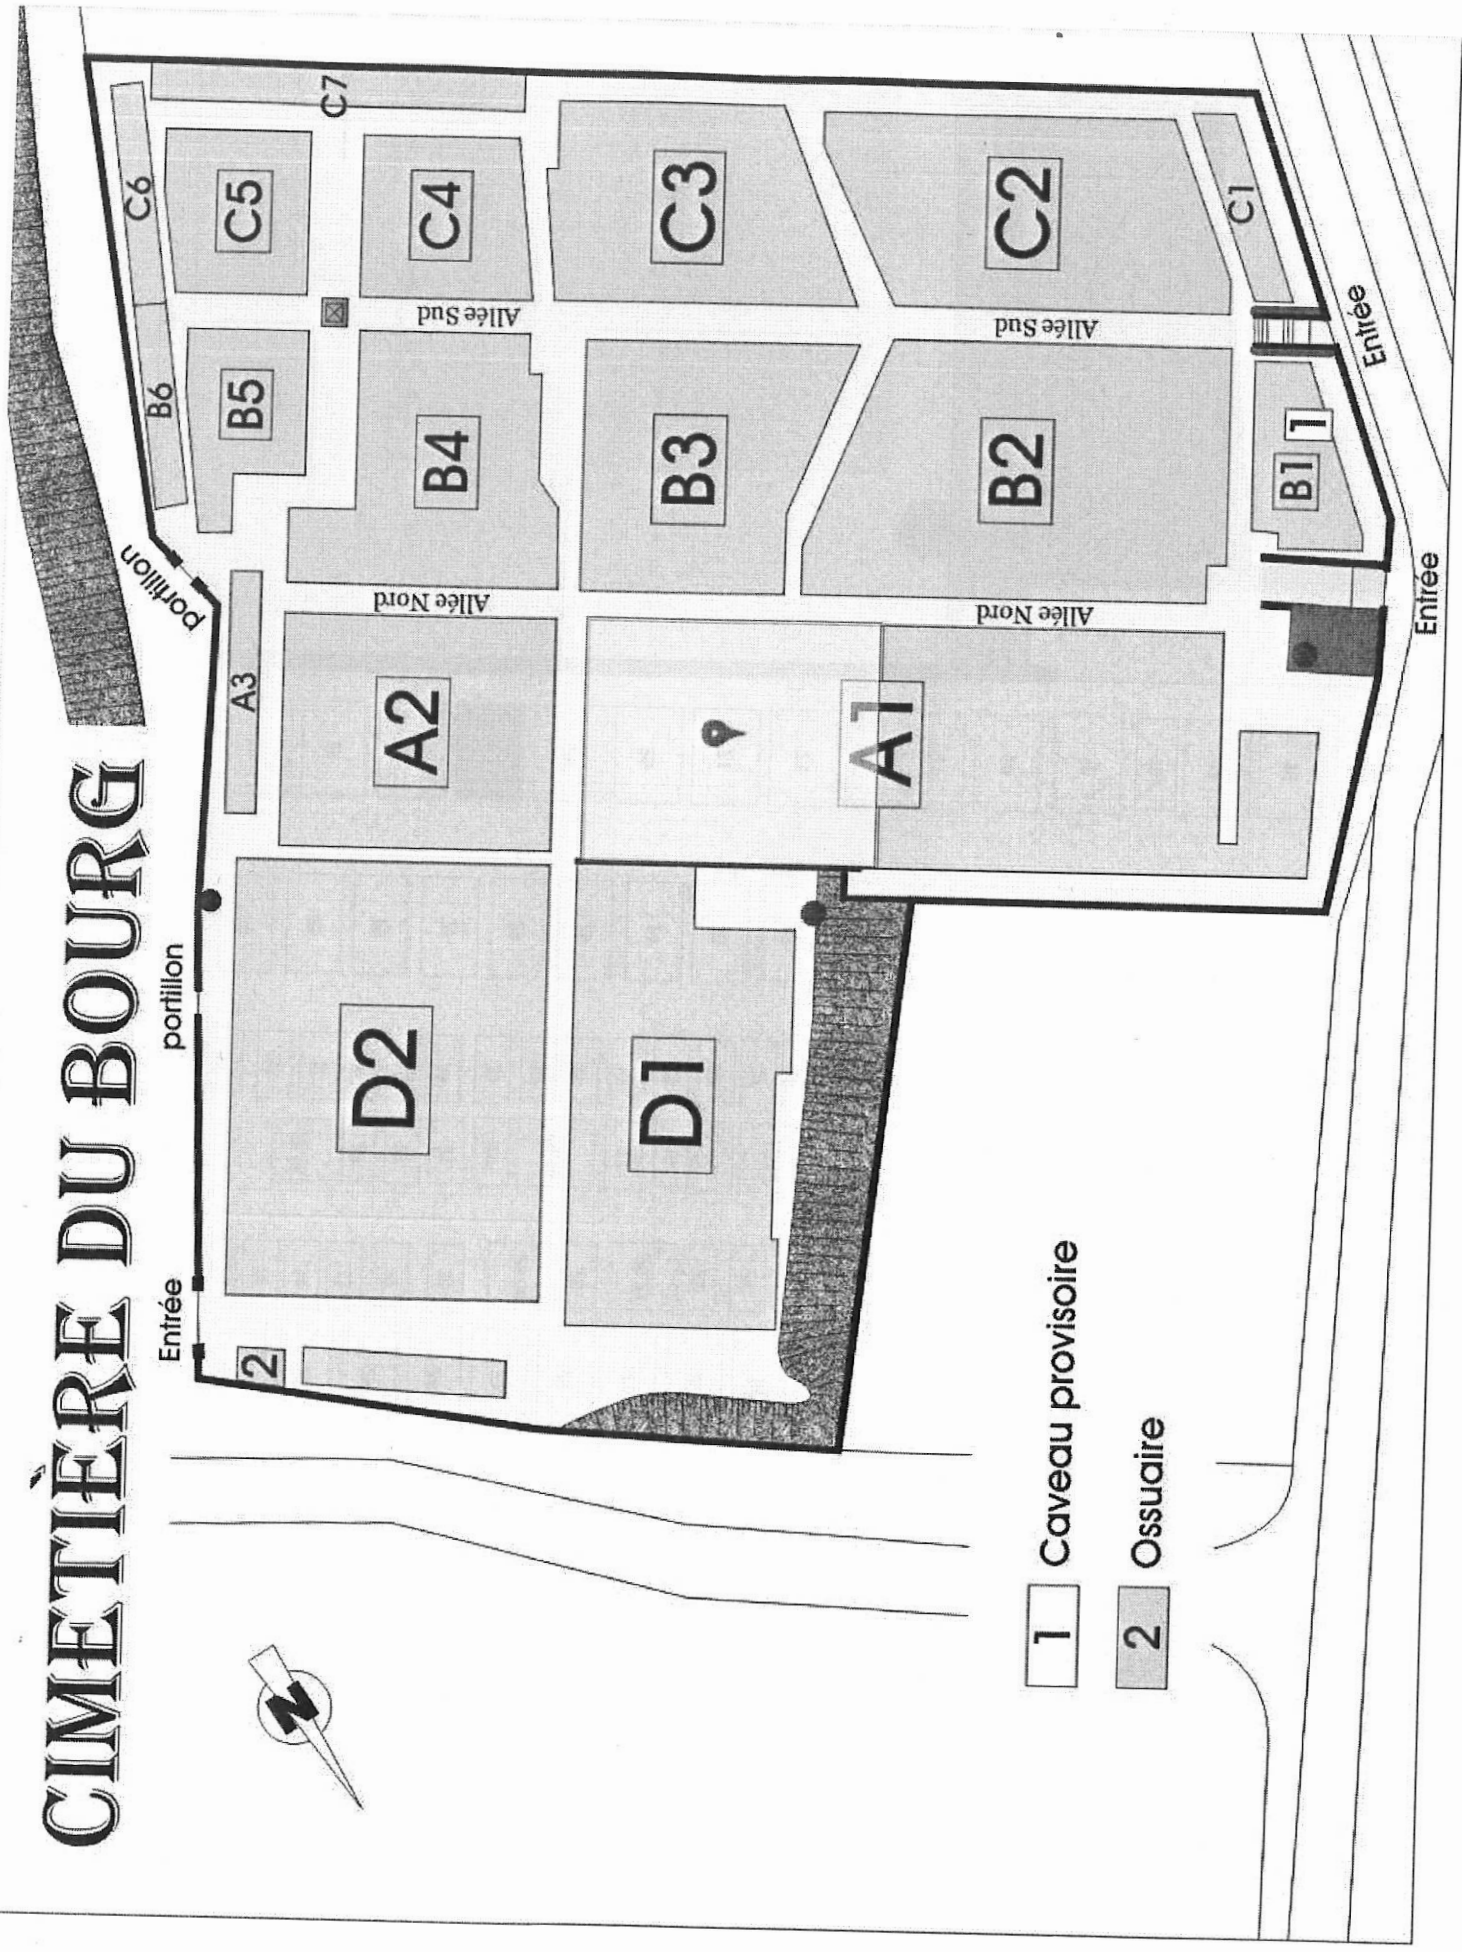 CIMETIÈRE DU BOURG
Entrée
portillon
portillon
2
A3
B6
C6
D2
A2
B5
C5
C7
Allée Nord
B4
Allée Sud
C4
D1
A1
B3
C3
Allée Nord
B2
Allée Sud
C2
B1
1
C1
Entrée
Entrée
N
1 Caveau provisoire
2 Ossuaire